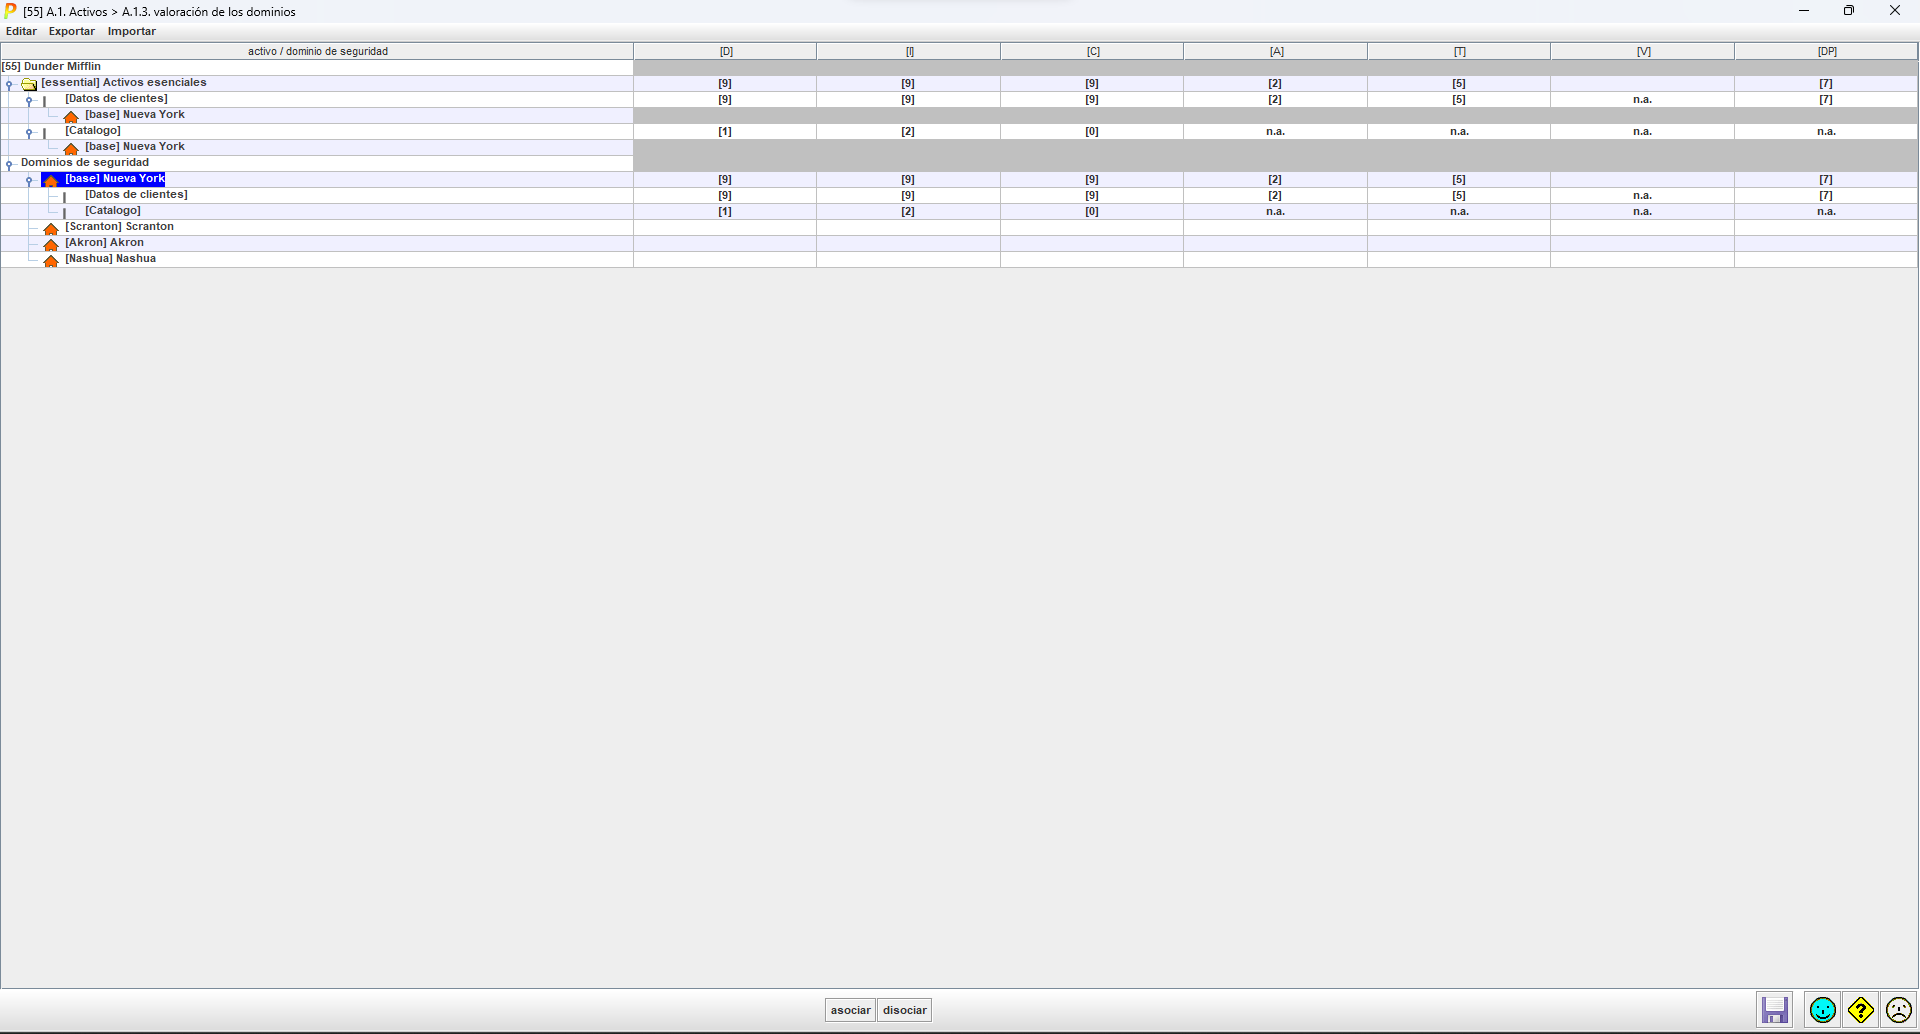 [55] A.1. Activos > A.1.3. valoración de los dominios
Editar Exportar Importar
activo / dominio de seguridad [D] [I] [C] [A] [T] [V] [DP]
[55] Dunder Mifflin
[essential] Activos esenciales [9] [9] [9] [2] [5] [7]
[Datos de clientes] [9] [9] [9] [2] [5] n.a. [7]
[base] Nueva York
[Catalogo] [1] [2] [0] n.a. n.a. n.a. n.a.
[base] Nueva York
Dominios de seguridad
[base] Nueva York [9] [9] [9] [2] [5] [7]
[Datos de clientes] [9] [9] [9] [2] [5] n.a. [7]
[Catalogo] [1] [2] [0] n.a. n.a. n.a. n.a.
[Scranton] Scranton
[Akron] Akron
[Nashua] Nashua
asociar disociar